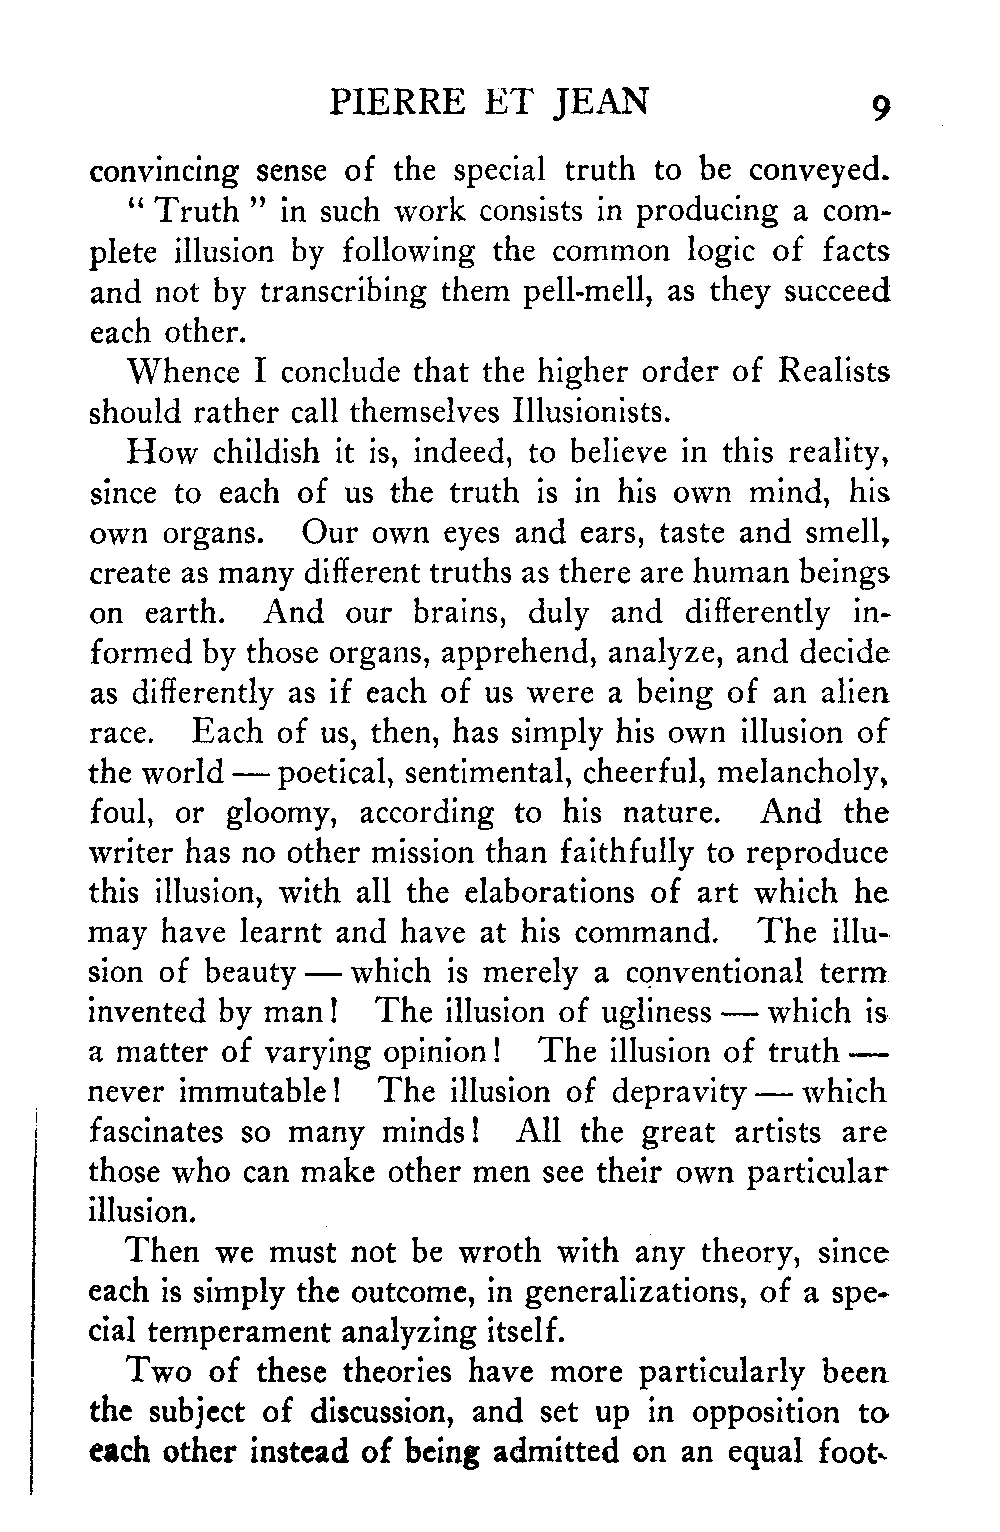 PIERRE ET JEAN 9
convincing sense of the special truth to be conveyed.
" Truth " in such work consists in producing a com-
plete illusion by following the common logic of facts
and not by transcribing them pell-mell, as they succeed
each other.
Whence I conclude that the higher order of Realists
should rather call themselves Illusionists.
How childish it is, indeed, to believe in this reality,
since to each of us the truth is in his own mind, his
own organs. Our own eyes and ears, taste and smell,
create as many different truths as there are human beings
on earth. And our brains, duly and differently in-
formed by those organs, apprehend, analyze, and decide
as differently as if each of us were a being of an alien
race. Each of us, then, has simply his own illusion of
the world — poetical, sentimental, cheerful, melancholy,
foul, or gloomy, according to his nature. And the
writer has no other mission than faithfully to reproduce
this illusion, with all the elaborations of art which he
may have learnt and have at his command. The illu-
sion of beauty — which is merely a conventional term
invented by man! The illusion of ugliness — which is
a matter of varying opinion! The illusion of truth —
never immutable! The illusion of depravity — which
fascinates so many minds! All the great artists are
those who can make other men see their own particular
illusion.
Then we must not be wroth with any theory, since
each is simply the outcome, in generalizations, of a spe-
cial temperament analyzing itself.
Two of these theories have more particularly been
the subject of discussion, and set up in opposition to
each other instead of being admitted on an equal foot-